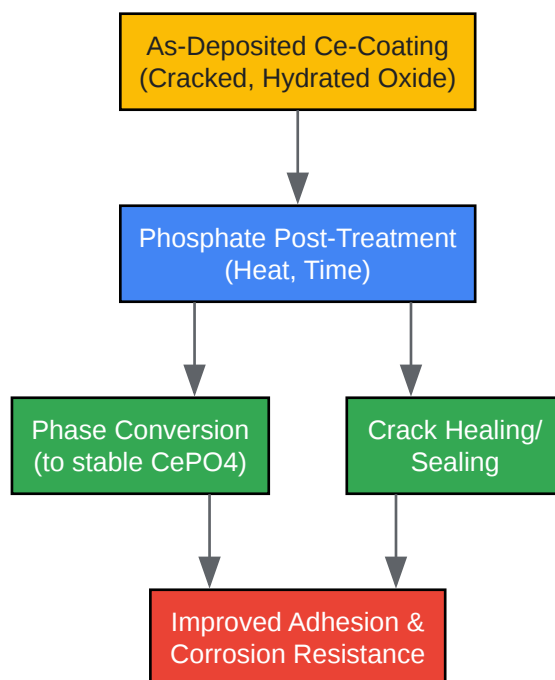 As-Deposited Ce-Coating
(Cracked, Hydrated Oxide)
Phosphate Post-Treatment
(Heat, Time)
Phase Conversion
(to stable CePO4)
Crack Healing/
Sealing
Improved Adhesion &
Corrosion Resistance